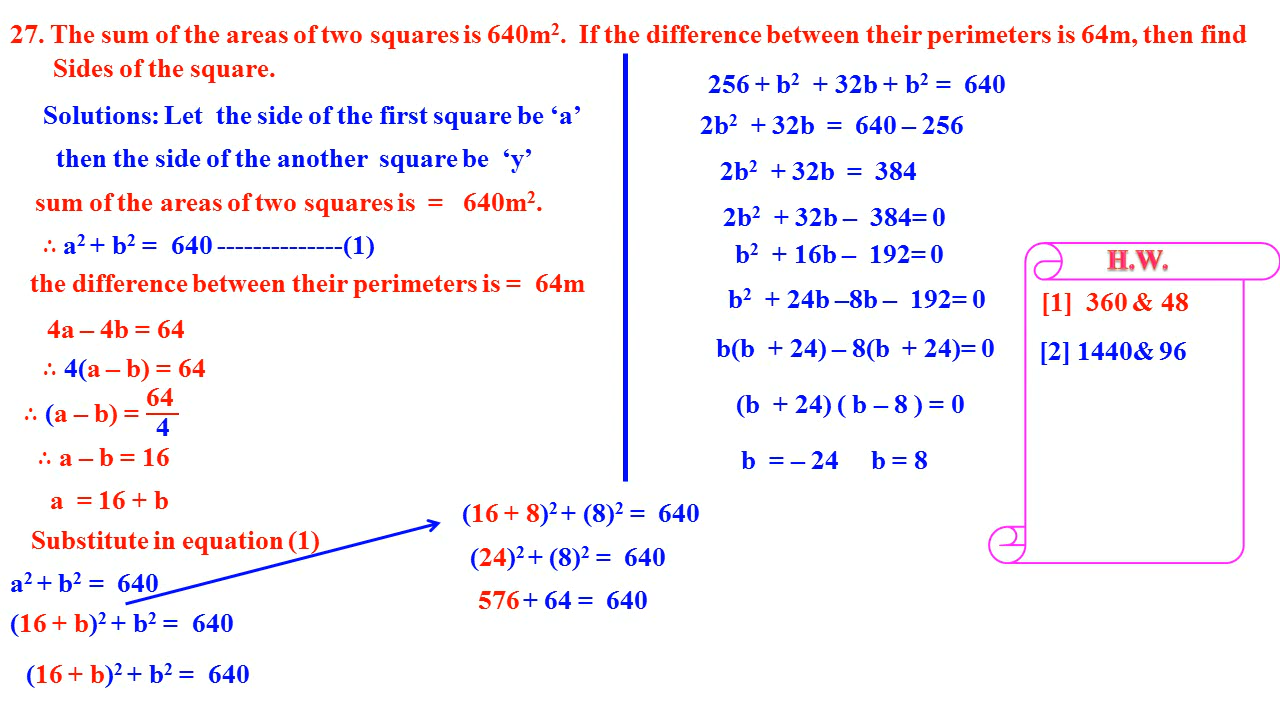 27. The sum of the areas of two squares is 640m². If the difference between their perimeters is 64m, then find
Sides of the square.
Solutions: Let the side of the first square be ‘a’
then the side of the another square be ‘y’
sum of the areas of two squares is = 640m².
∴ a² + b² = 640 --------------(1)
the difference between their perimeters is = 64m
4a – 4b = 64
∴ 4(a – b) = 64
∴ (a – b) = 64/4
∴ a – b = 16
a = 16 + b
Substitute in equation (1)
a² + b² = 640
(16 + b)² + b² = 640
(16 + b)² + b² = 640
256 + b² + 32b + b² = 640
2b² + 32b = 640 – 256
2b² + 32b = 384
2b² + 32b – 384= 0
b² + 16b – 192= 0
b² + 24b –8b – 192= 0
b(b + 24) – 8(b + 24)= 0
(b + 24) ( b – 8 ) = 0
b = – 24 b = 8
(16 + 8)² + (8)² = 640
(24)² + (8)² = 640
576 + 64 = 640
H.W.
[1] 360 & 48
[2] 1440& 96